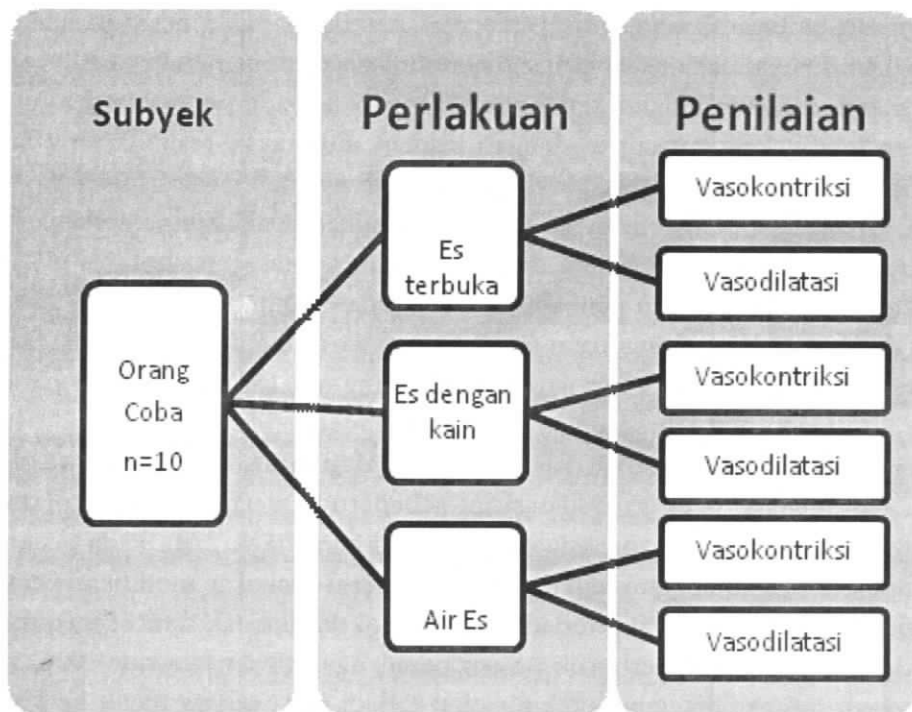 Subyek
Orang
Coba
n=10
Perlakuan
Es
terbuka
Es dengan
kain
Air Es
Penilaian
Vasokontriksi
Vasodilatasi
Vasokontriksi
Vasodilatasi
Vasokontriksi
Vasodilatasi